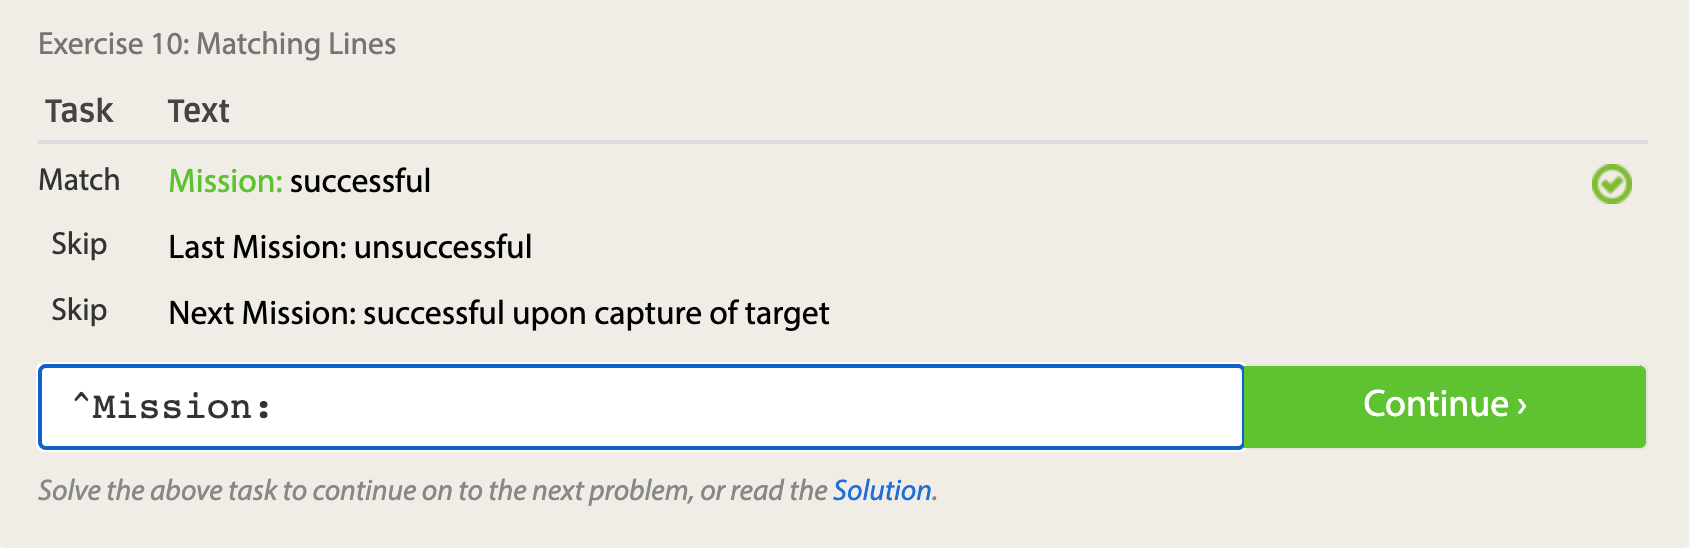 Exercise 10: Matching Lines
Task Text
Match Mission: successful
Skip Last Mission: unsuccessful
Skip Next Mission: successful upon capture of target
^Mission: Continue ›
Solve the above task to continue on to the next problem, or read the Solution.